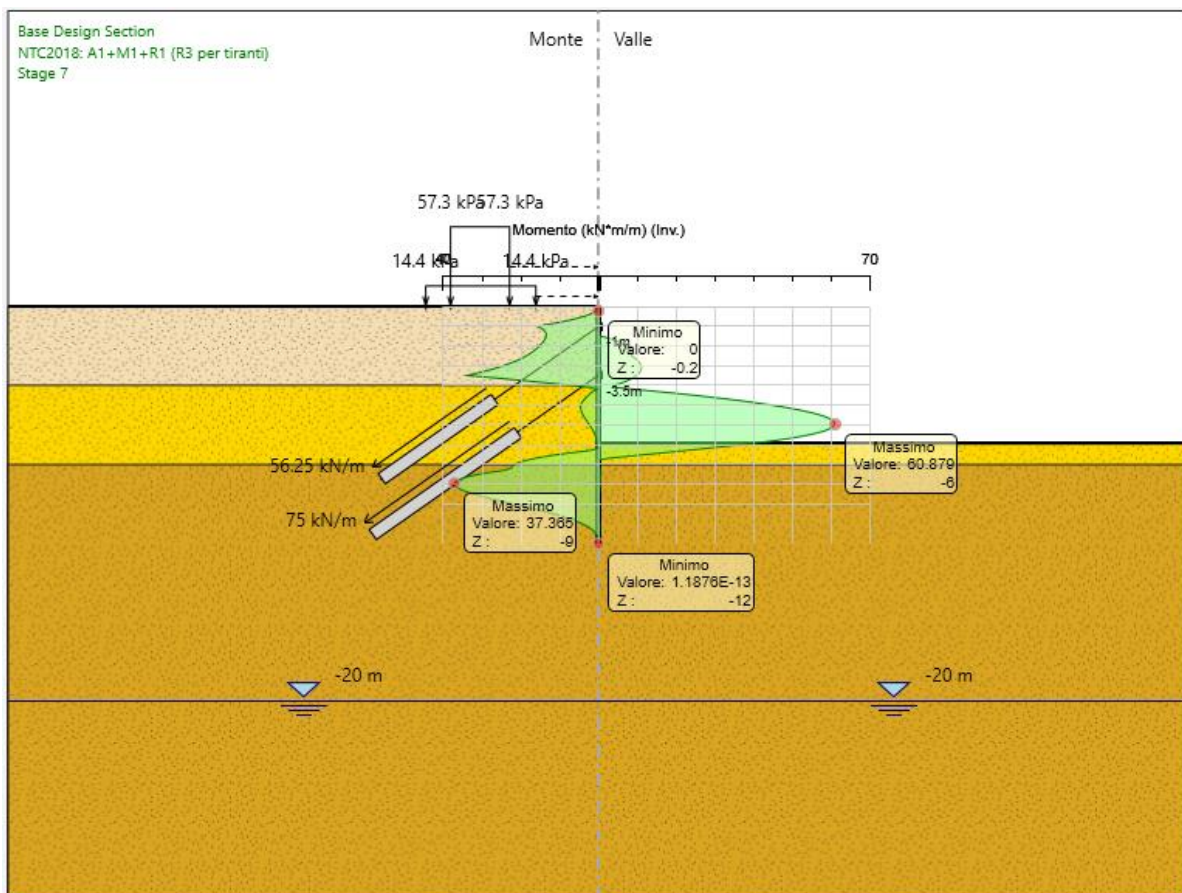 Base Design Section
NTC2018: A1+M1+R1 (R3 per tiranti)
Stage 7
Monte
Valle
57.3 kPa
57.3 kPa
Momento (kN*m/m) (Inv.)
14.4 kPa
40
14.4 kPa
70
Minimo
-1m
Valore: 0
Z : -0.2
-3.5m
Massimo
Valore: 60.879
Z : -6
56.25 kN/m
75 kN/m
Massimo
Valore: 37.365
Z : -9
Minimo
Valore: 1.1876E-13
Z : -12
-20 m
-20 m